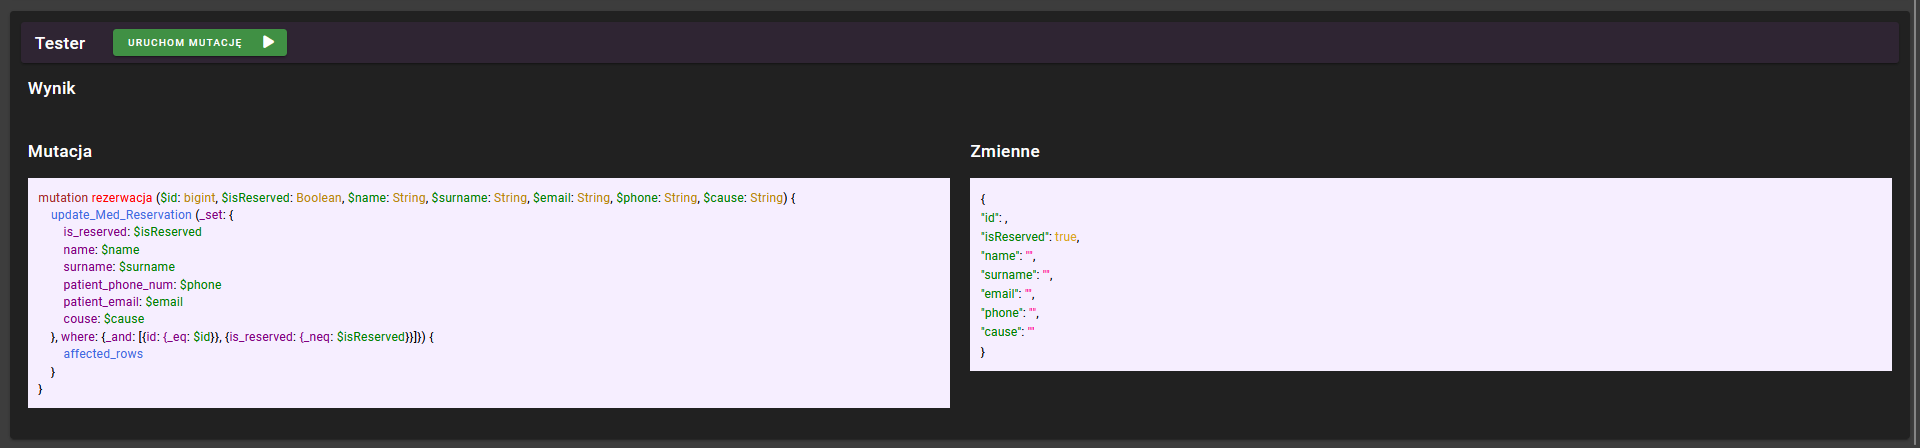 Tester
URUCHOM MUTACJĘ
Wynik
Mutacja
mutation rezerwacja ($id: bigint, $isReserved: Boolean, $name: String, $surname: String, $email: String, $phone: String, $cause: String) {
update_Med_Reservation (_set: {
is_reserved: $isReserved
name: $name
surname: $surname
patient_phone_num: $phone
patient_email: $email
couse: $cause
}, where: {_and: [{id: {_eq: $id}}, {is_reserved: {_neq: $isReserved}}]}) {
affected_rows
}
}
Zmienne
{
"id": ,
"isReserved": true,
"name": "",
"surname": "",
"email": "",
"phone": "",
"cause": ""
}